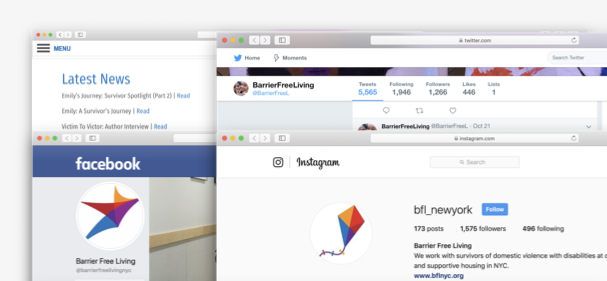 MENU
Latest News
Emily's Journey: Survivor Spotlight (Part 2) | Read
Emily: A Survivor's Journey | Read
Victim To Victor: Author Interview | Read
twitter.com
Home Moments Search Twitter
Tweets Following Followers Likes Lists
BarrierFreeLiving 5,565 1,946 1,266 446 1
@BarrierFreeL
BarrierFreeLiving @BarrierFreeL · Oct 21
facebook
Barrier Free Living
@barrierfreelivingnyc
instagram.com
Instagram Search
bfl_newyork Follow
173 posts 1,575 followers 496 following
Barrier Free Living
We work with survivors of domestic violence with disabilities at
and supportive housing in NYC.
www.bflnyc.org